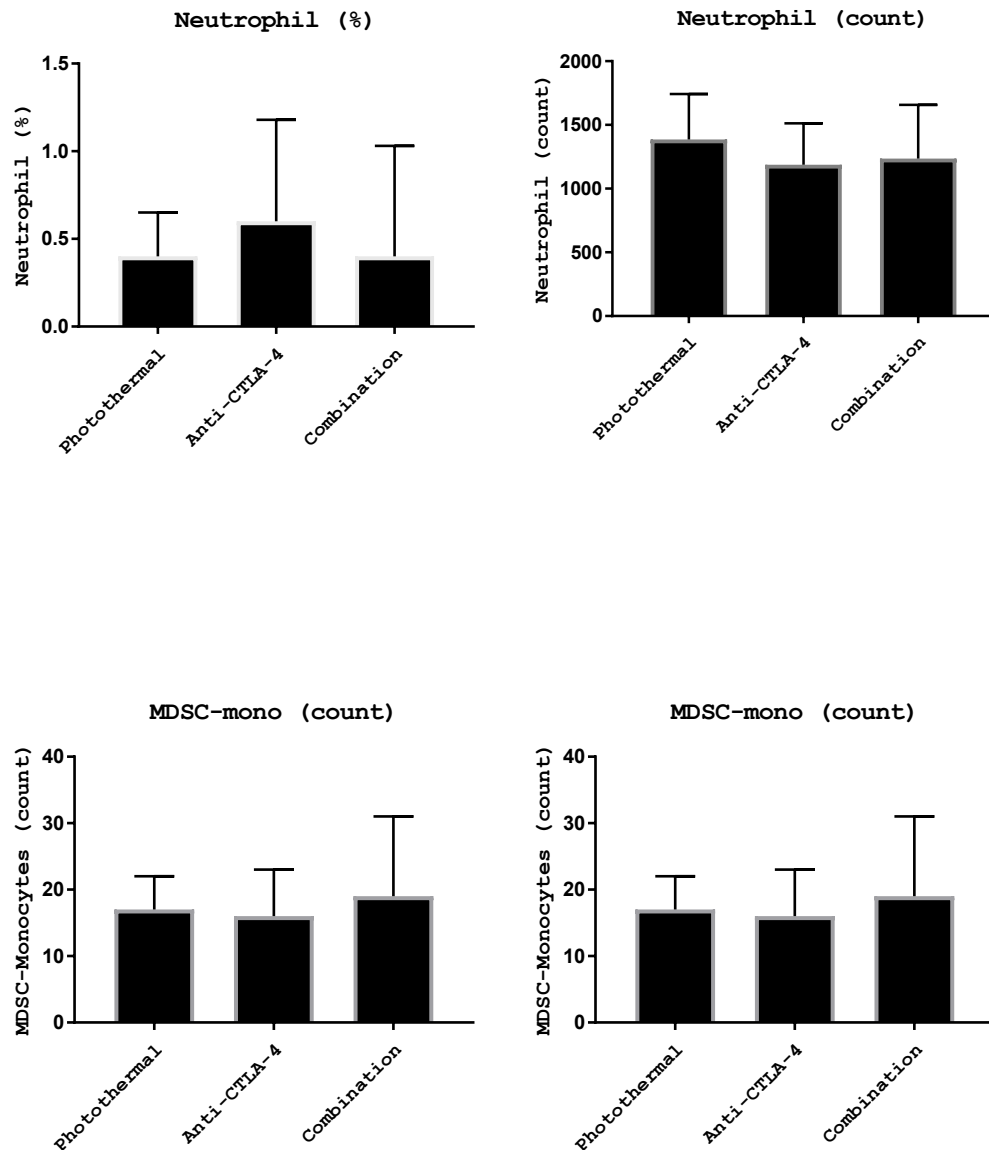 Neutrophil (%)
Neutrophil (%)
1.5
1.0
0.5
0.0
Photothermal
Anti-CTLA-4
Combination
Neutrophil (count)
Neutrophil (count)
2000
1500
1000
500
0
Photothermal
Anti-CTLA-4
Combination
MDSC-mono (count)
MDSC-Monocytes (count)
40
30
20
10
0
Photothermal
Anti-CTLA-4
Combination
MDSC-mono (count)
MDSC-Monocytes (count)
40
30
20
10
0
Photothermal
Anti-CTLA-4
Combination